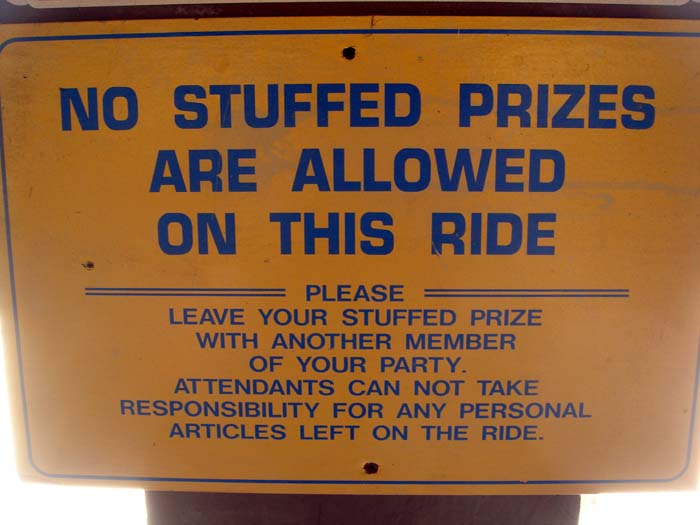 NO STUFFED PRIZES
ARE ALLOWED
ON THIS RIDE
PLEASE
LEAVE YOUR STUFFED PRIZE
WITH ANOTHER MEMBER
OF YOUR PARTY.
ATTENDANTS CAN NOT TAKE
RESPONSIBILITY FOR ANY PERSONAL
ARTICLES LEFT ON THE RIDE.